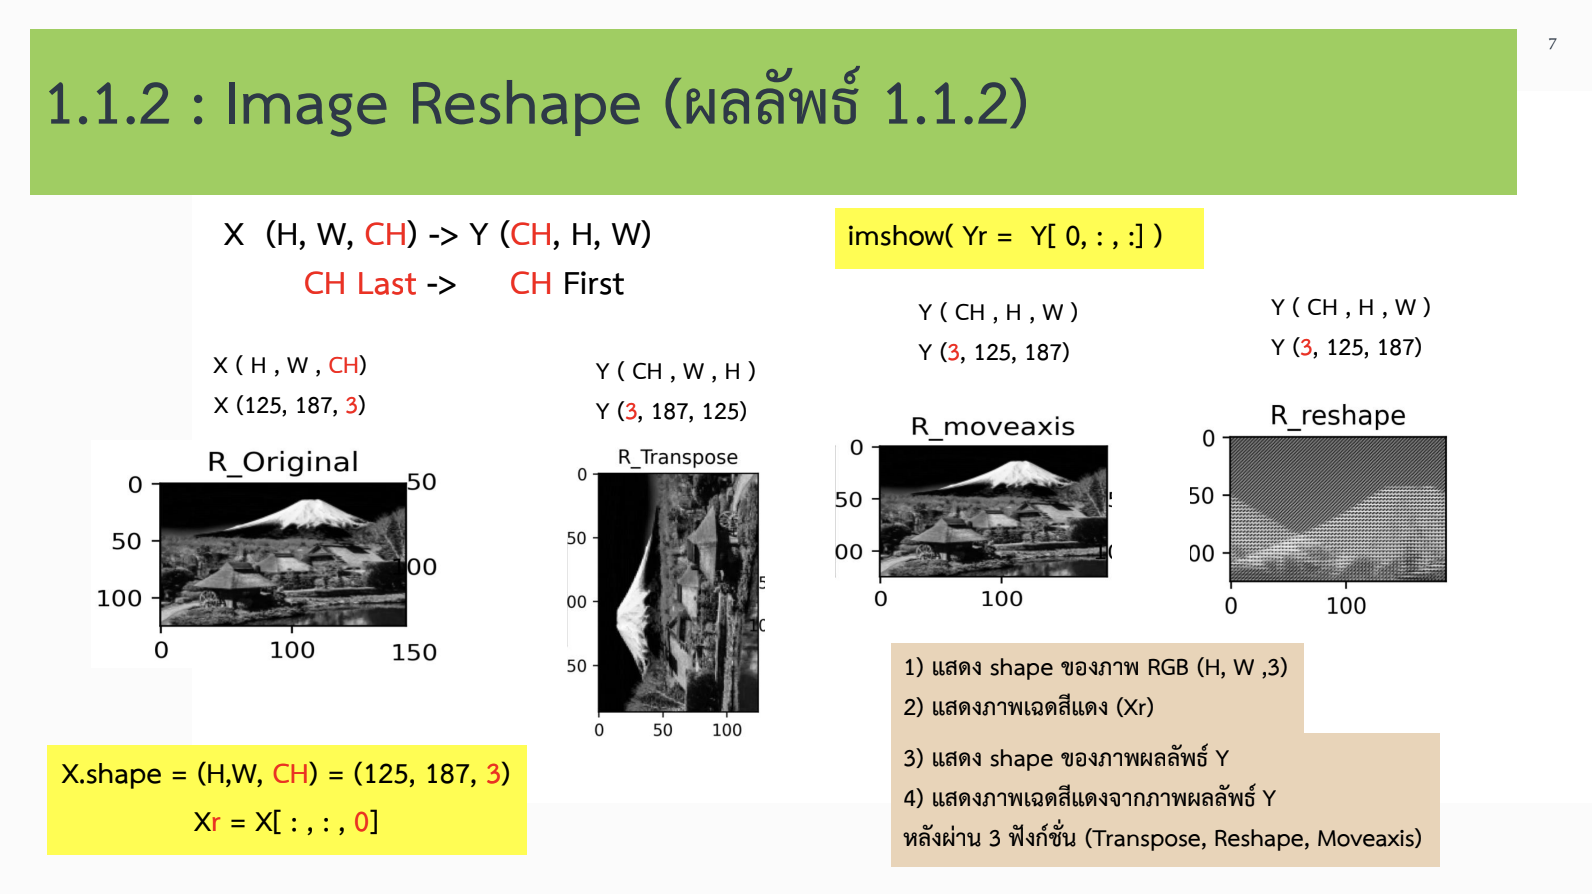 7
1.1.2 : Image Reshape (ผลลัพธ์ 1.1.2)
X (H, W, CH) -> Y (CH, H, W)
CH Last -> CH First
imshow( Yr = Y[ 0, : , :] )
X ( H , W , CH)
X (125, 187, 3)
Y ( CH , W , H )
Y (3, 187, 125)
Y ( CH , H , W )
Y (3, 125, 187)
Y ( CH , H , W )
Y (3, 125, 187)
R_Original
0
50
100
0
100
50
100
150
R_Transpose
0
50
00
50
0
50
100
R_moveaxis
0
50
00
0
100
R_reshape
0
50
00
0
100
X.shape = (H,W, CH) = (125, 187, 3)
Xr = X[ : , : , 0]
1) แสดง shape ของภาพ RGB (H, W ,3)
2) แสดงภาพเฉดสีแดง (Xr)
3) แสดง shape ของภาพผลลัพธ์ Y
4) แสดงภาพเฉดสีแดงจากภาพผลลัพธ์ Y
หลังผ่าน 3 ฟังก์ชั่น (Transpose, Reshape, Moveaxis)